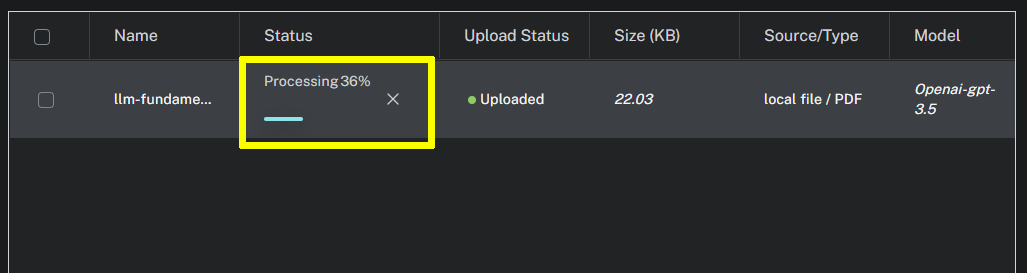 Name Status Upload Status Size (KB) Source/Type Model
Processing 36%
llm-fundame... Uploaded 22.03 local file / PDF Openai-gpt-
3.5